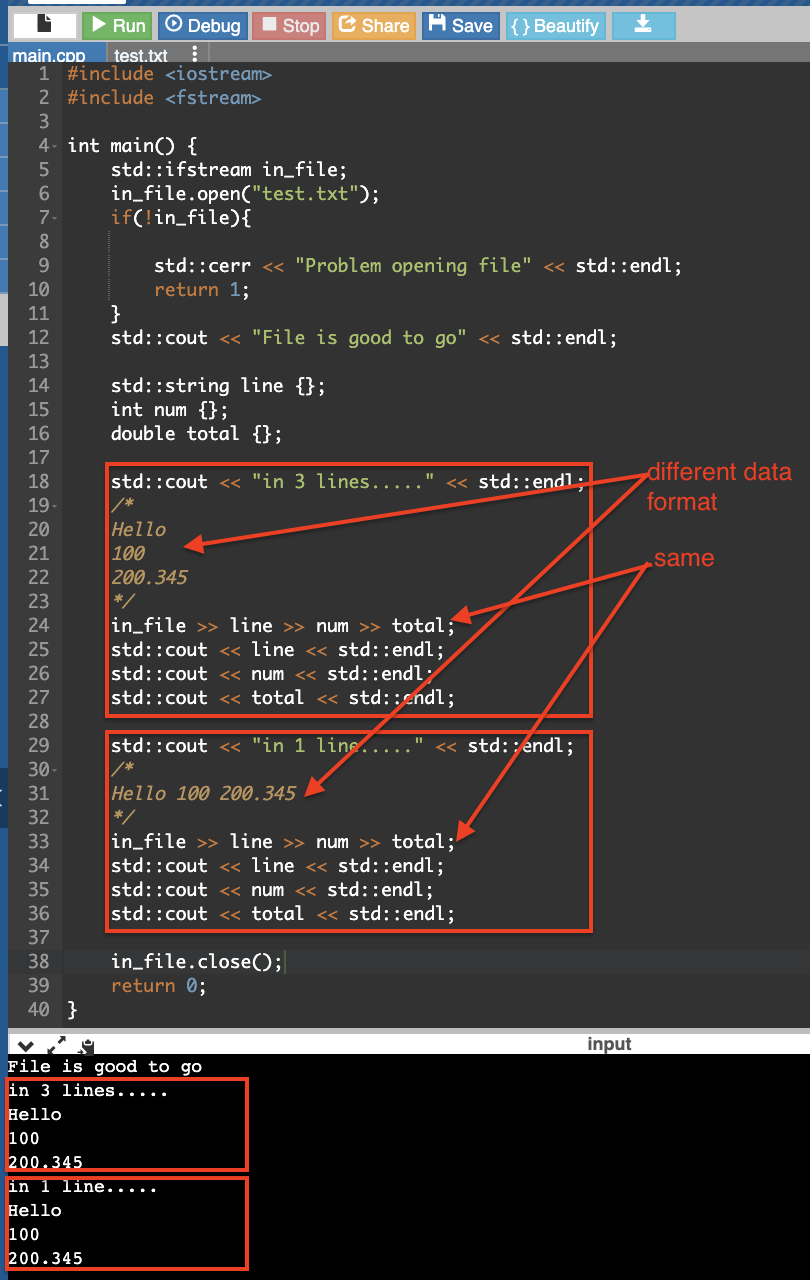 Run Debug Stop Share Save { } Beautify
main.cpp test.txt
1 #include <iostream>
2 #include <fstream>
3
4 int main() {
5 std::ifstream in_file;
6 in_file.open("test.txt");
7 if(!in_file){
8
9 std::cerr << "Problem opening file" << std::endl;
10 return 1;
11 }
12 std::cout << "File is good to go" << std::endl;
13
14 std::string line {};
15 int num {};
16 double total {};
17
18 std::cout << "in 3 lines....." << std::endl;
19 /*
20 Hello
21 100
22 200.345
23 */
24 in_file >> line >> num >> total;
25 std::cout << line << std::endl;
26 std::cout << num << std::endl;
27 std::cout << total << std::endl;
28
29 std::cout << "in 1 line....." << std::endl;
30 /*
31 Hello 100 200.345
32 */
33 in_file >> line >> num >> total;
34 std::cout << line << std::endl;
35 std::cout << num << std::endl;
36 std::cout << total << std::endl;
37
38 in_file.close();
39 return 0;
40 }
different data
format
same
input
File is good to go
in 3 lines.....
Hello
100
200.345
in 1 line.....
Hello
100
200.345